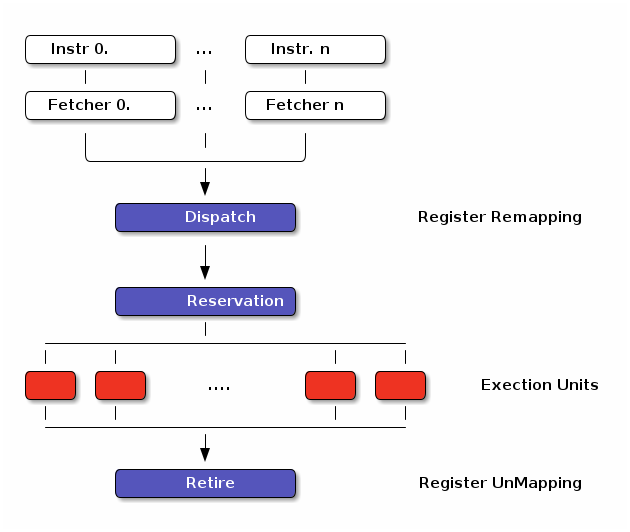 Instr 0. ... Instr. n
Fetcher 0. ... Fetcher n
Dispatch Register Remapping
Reservation
.... Exection Units
Retire Register UnMapping